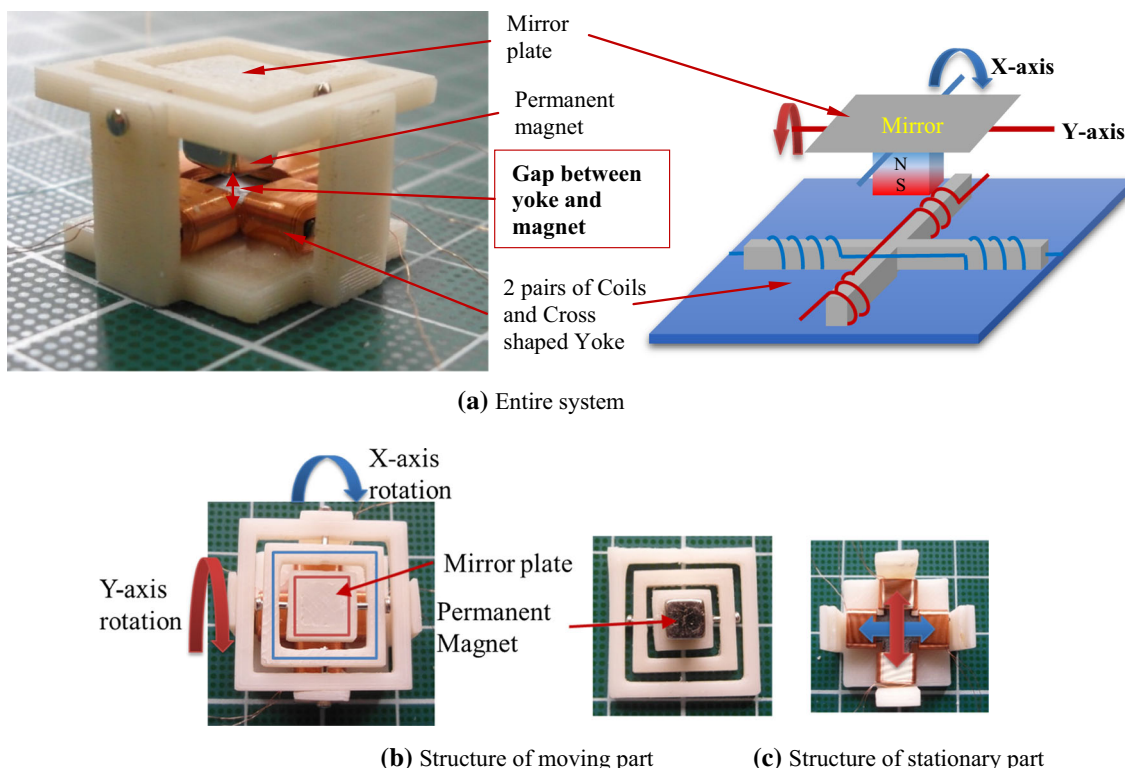 Mirror
plate
Permanent
magnet
Gap between
yoke and
magnet
2 pairs of Coils
and Cross
shaped Yoke
X-axis
Y-axis
Mirror
N
S
(a) Entire system
X-axis
rotation
Y-axis
rotation
Mirror plate
Permanent
Magnet
(b) Structure of moving part
(c) Structure of stationary part